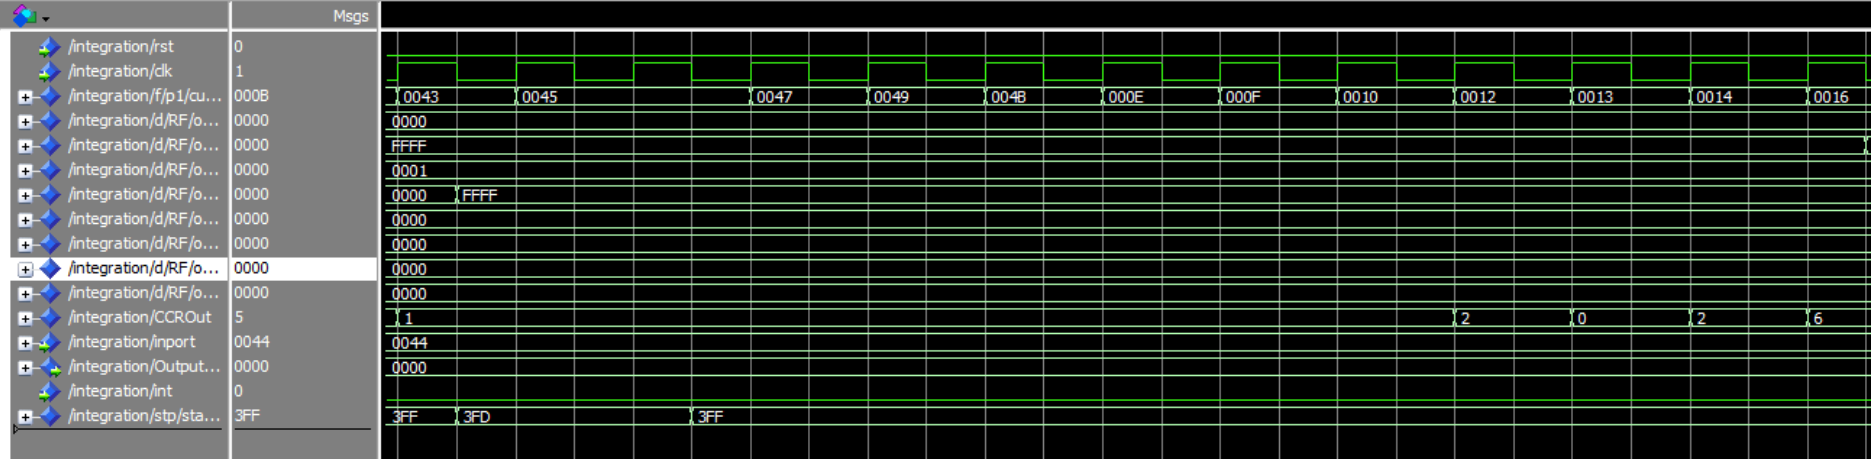 Msgs
/integration/rst 0
/integration/clk 1
/integration/f/p1/cu... 000B 0043 0045 0047 0049 004B 000E 000F 0010 0012 0013 0014 0016
/integration/d/RF/o... 0000 0000
/integration/d/RF/o... 0000 FFFF
/integration/d/RF/o... 0000 0001
/integration/d/RF/o... 0000 0000 FFFF
/integration/d/RF/o... 0000 0000
/integration/d/RF/o... 0000 0000
/integration/d/RF/o... 0000 0000
/integration/d/RF/o... 0000 0000
/integration/CCROut 5 1 2 0 2 6
/integration/inport 0044 0044
/integration/Output... 0000 0000
/integration/int 0
/integration/stp/sta... 3FF 3FF 3FD 3FF